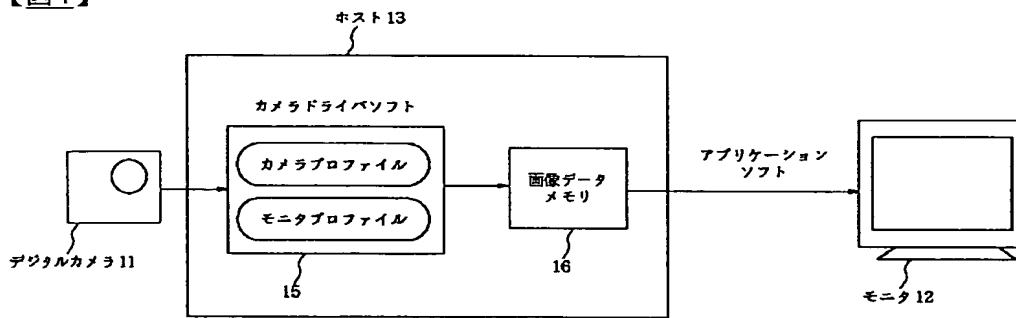 ホスト13
カメラドライバソフト
カメラプロファイル
モニタプロファイル
画像データ
メモリ
アプリケーション
ソフト
デジタルカメラ11
15
16
モニタ12